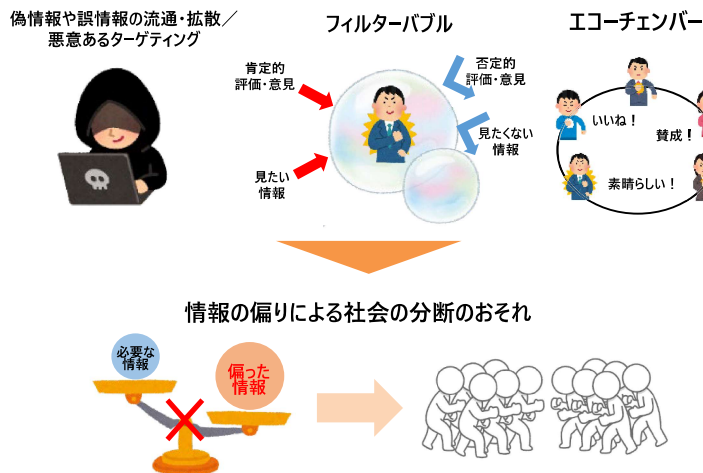 偽情報や誤情報の流通・拡散／
悪意あるターゲティング
フィルターバブル
エコーチェンバー
肯定的
評価・意見
否定的
評価・意見
見たい
情報
見たくない
情報
いいね！
賛成！
素晴らしい！
情報の偏りによる社会の分断のおそれ
必要な
情報
偏った
情報